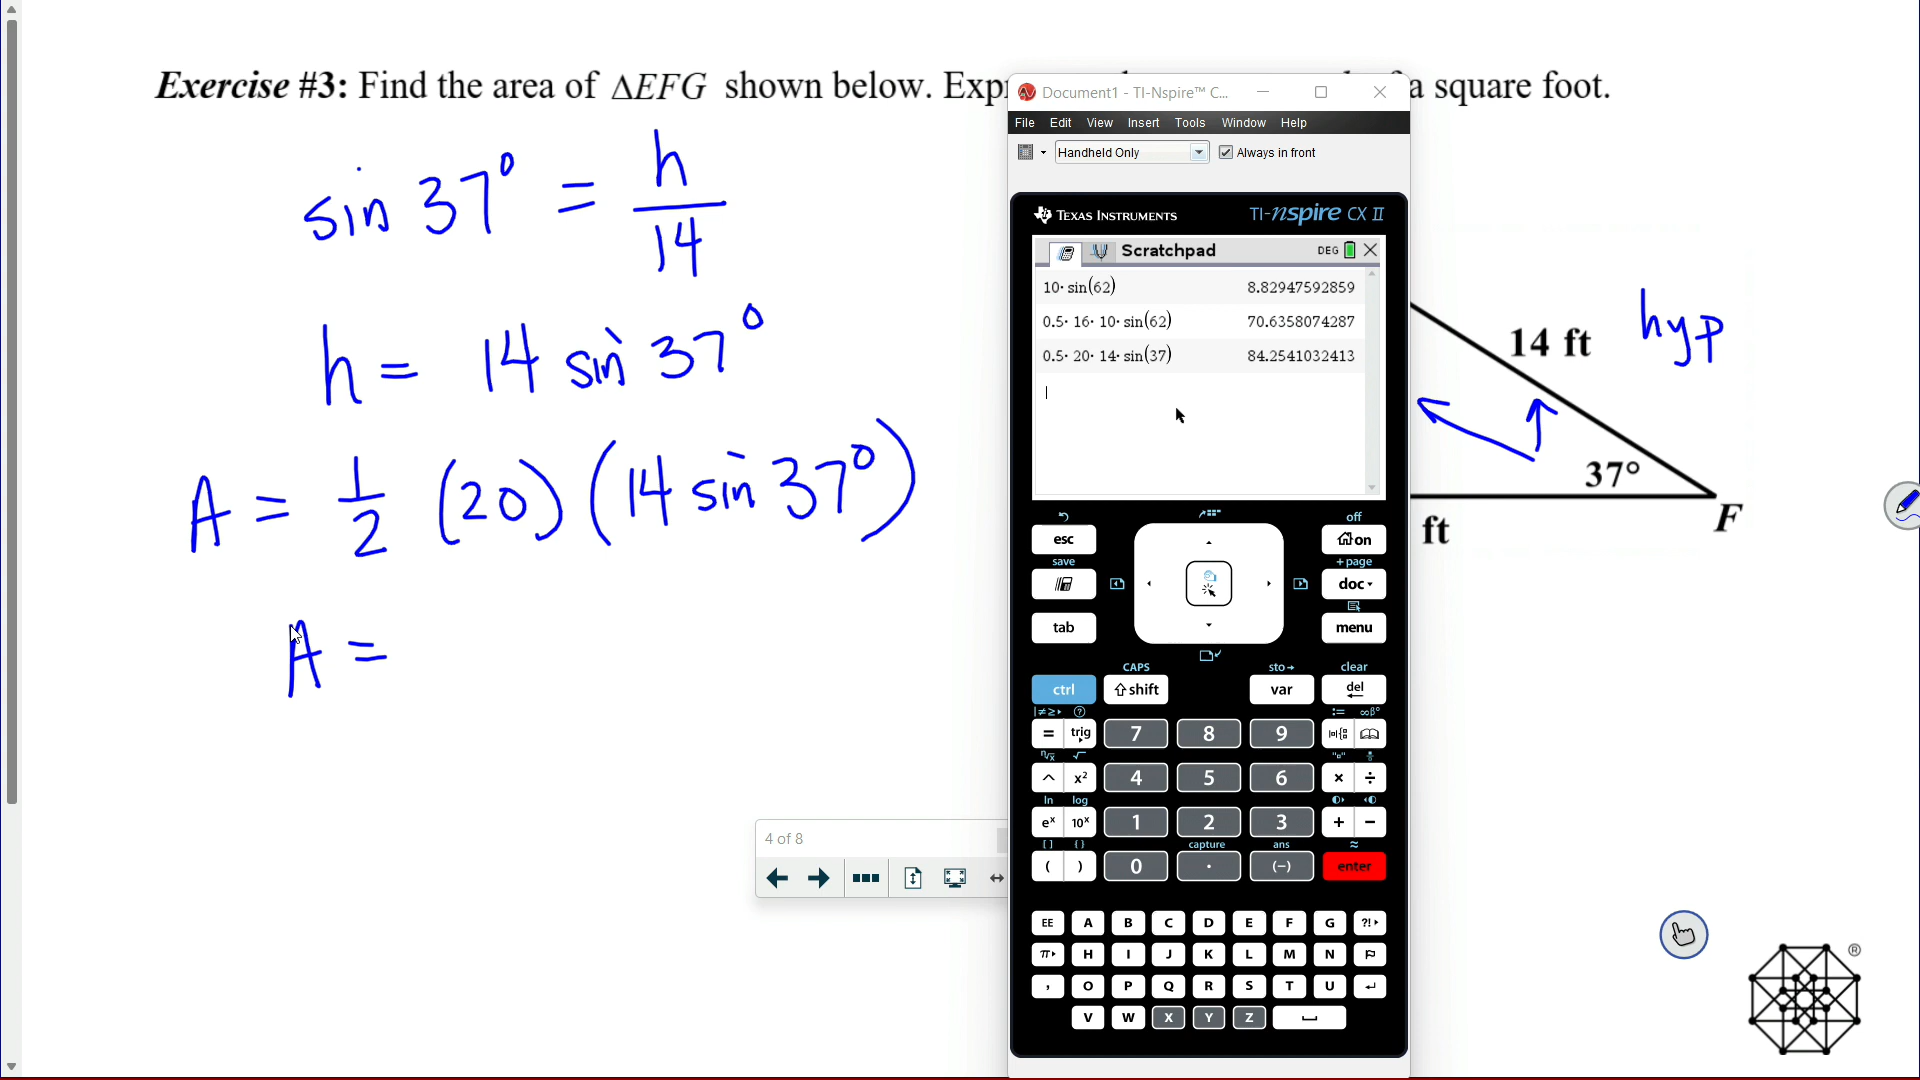 Exercise #3: Find the area of ΔEFG shown below. Exp
a square foot.
sin 37° = h/14
h = 14 sin 37°
A = 1/2 (20) (14 sin 37°)
A =
14 ft
hyp
37°
ft
F
4 of 8
Document1 - TI-Nspire™ C...
File Edit View Insert Tools Window Help
Handheld Only
Always in front
TEXAS INSTRUMENTS TI-nspire CX II
Scratchpad DEG
10· sin(62) 8.82947592859
0.5· 16· 10· sin(62) 70.6358074287
0.5· 20· 14· sin(37) 84.2541032413
off
esc on
save + page
doc
tab menu
CAPS sto→ clear
ctrl shift var del
= trig 7 8 9
^ x² 4 5 6 × ÷
ln log
eˣ 10ˣ 1 2 3 + −
[ ] { } capture ans ≈
( ) 0 . (−) enter
EE A B C D E F G ?!
π H I J K L M N
, O P Q R S T U
V W X Y Z
®